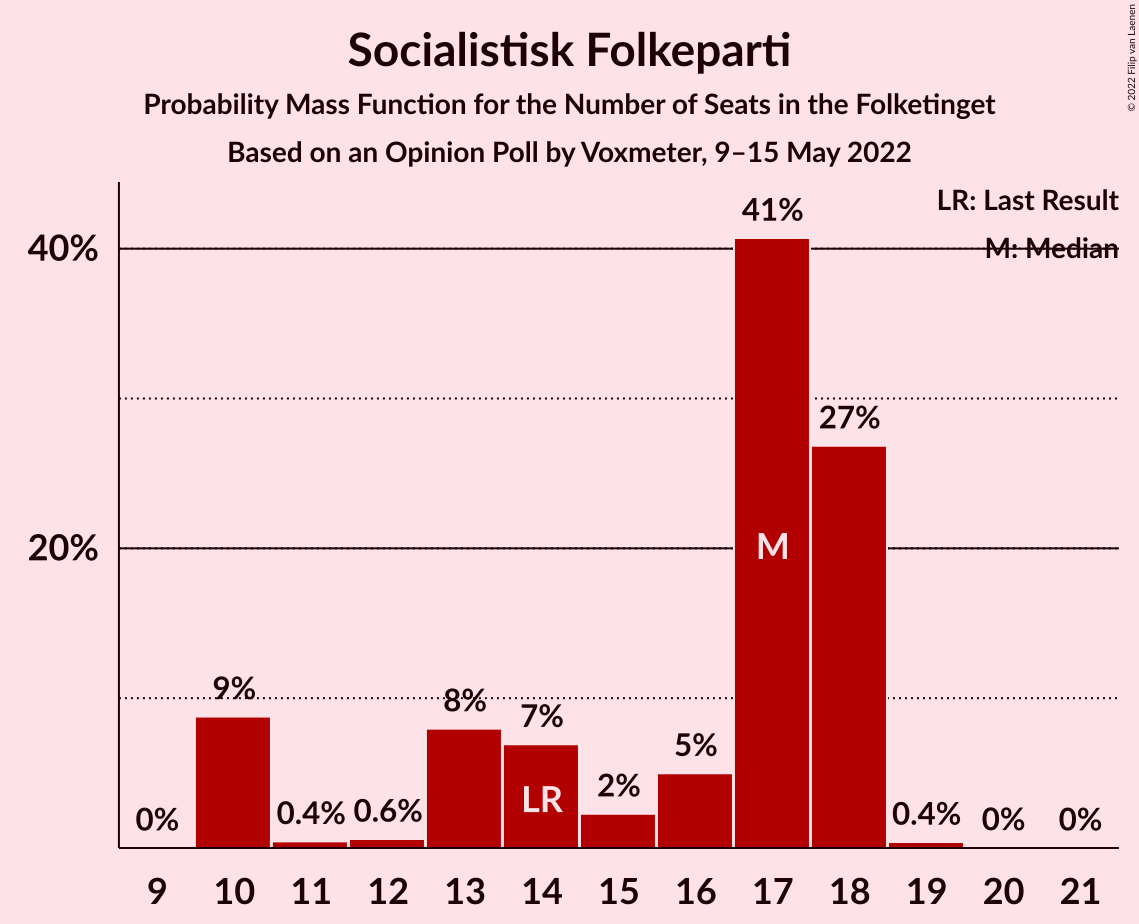 Socialistisk Folkeparti
Probability Mass Function for the Number of Seats in the Folketinget
Based on an Opinion Poll by Voxmeter, 9–15 May 2022
© 2022 Filip van Laenen
LR: Last Result
M: Median
40%
20%
0%
9%
0.4%
0.6%
8%
7%
2%
5%
41%
27%
0.4%
0%
0%
LR
M
9 10 11 12 13 14 15 16 17 18 19 20 21